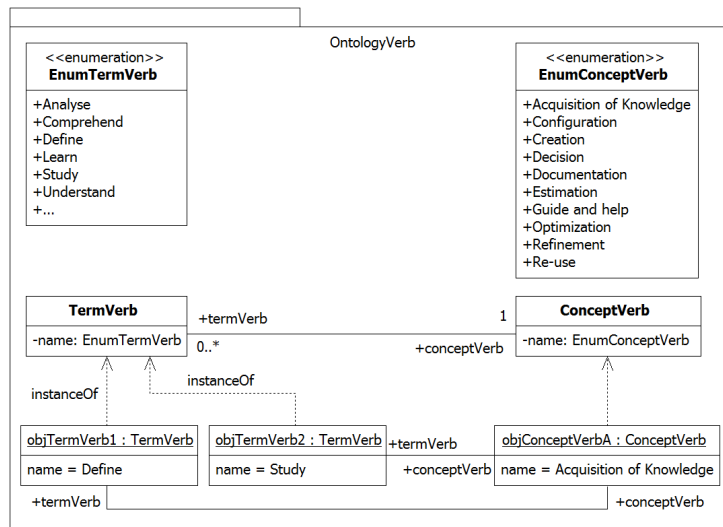 OntologyVerb
<<enumeration>>
EnumTermVerb
+Analyse
+Comprehend
+Define
+Learn
+Study
+Understand
+...
<<enumeration>>
EnumConceptVerb
+Acquisition of Knowledge
+Configuration
+Creation
+Decision
+Documentation
+Estimation
+Guide and help
+Optimization
+Refinement
+Re-use
TermVerb
-name: EnumTermVerb
+termVerb
0..*
1
+conceptVerb
ConceptVerb
-name: EnumConceptVerb
instanceOf
instanceOf
objTermVerb1 : TermVerb
name = Define
objTermVerb2 : TermVerb
name = Study
+termVerb
+conceptVerb
objConceptVerbA : ConceptVerb
name = Acquisition of Knowledge
+termVerb
+conceptVerb